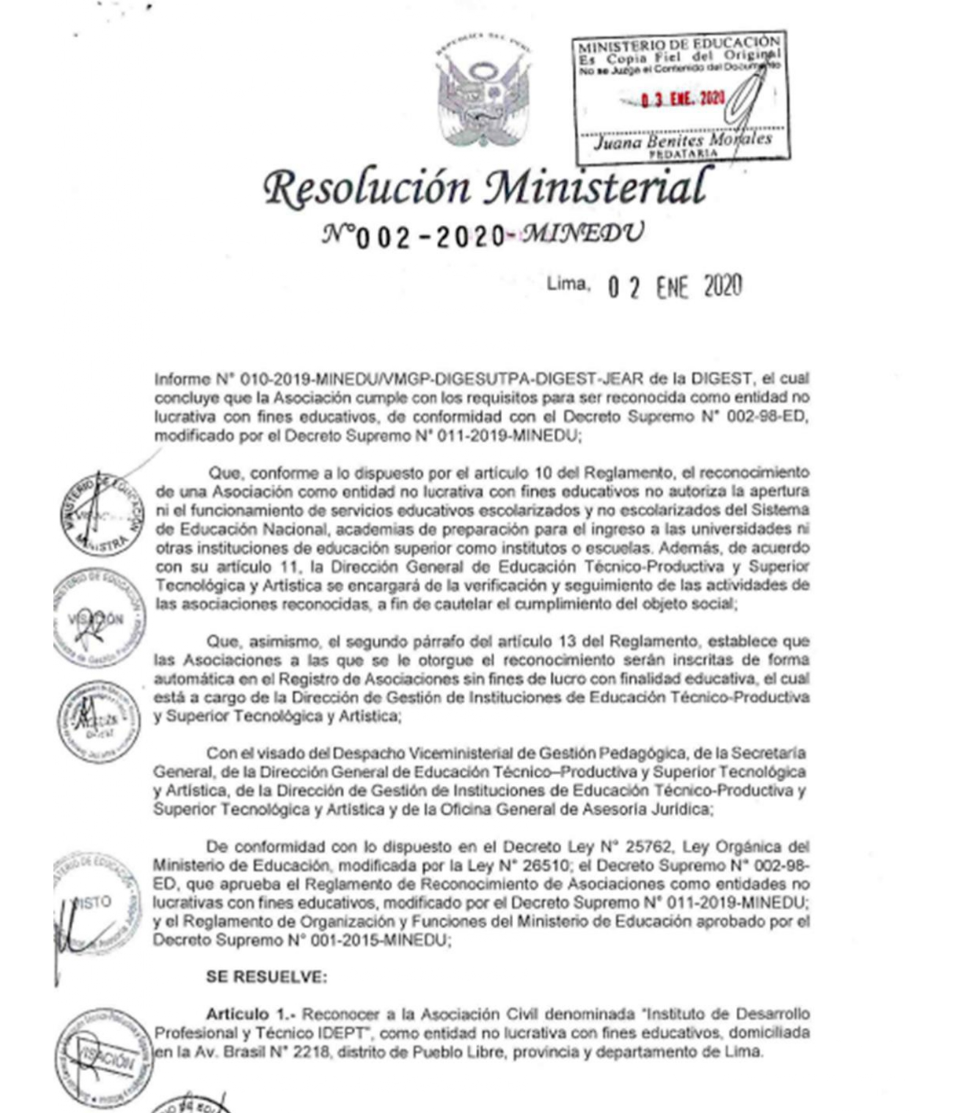 REPUBLICA DEL PERU
MINISTERIO DE EDUCACIÓN
Es Copia Fiel del Original
No se Juzga el Contenido del Documento
03 ENE. 2020
Juana Benites Morales
FEDATARIA
Resolución Ministerial
N°002-2020-MINEDU
Lima, 02 ENE 2020
Informe N° 010-2019-MINEDU/VMGP-DIGESUTPA-DIGEST-JEAR de la DIGEST, el cual
concluye que la Asociación cumple con los requisitos para ser reconocida como entidad no
lucrativa con fines educativos, de conformidad con el Decreto Supremo N° 002-98-ED,
modificado por el Decreto Supremo N° 011-2019-MINEDU;
Que, conforme a lo dispuesto por el artículo 10 del Reglamento, el reconocimiento
de una Asociación como entidad no lucrativa con fines educativos no autoriza la apertura
ni el funcionamiento de servicios educativos escolarizados y no escolarizados del Sistema
de Educación Nacional, academias de preparación para el ingreso a las universidades ni
otras instituciones de educación superior como institutos o escuelas. Además, de acuerdo
con su artículo 11, la Dirección General de Educación Técnico-Productiva y Superior
Tecnológica y Artística se encargará de la verificación y seguimiento de las actividades de
las asociaciones reconocidas, a fin de cautelar el cumplimiento del objeto social;
Que, asimismo, el segundo párrafo del artículo 13 del Reglamento, establece que
las Asociaciones a las que se le otorgue el reconocimiento serán inscritas de forma
automática en el Registro de Asociaciones sin fines de lucro con finalidad educativa, el cual
está a cargo de la Dirección de Gestión de Instituciones de Educación Técnico-Productiva
y Superior Tecnológica y Artística;
Con el visado del Despacho Viceministerial de Gestión Pedagógica, de la Secretaría
General, de la Dirección General de Educación Técnico–Productiva y Superior Tecnológica
y Artística, de la Dirección de Gestión de Instituciones de Educación Técnico-Productiva y
Superior Tecnológica y Artística y de la Oficina General de Asesoría Jurídica;
De conformidad con lo dispuesto en el Decreto Ley N° 25762, Ley Orgánica del
Ministerio de Educación, modificada por la Ley N° 26510; el Decreto Supremo N° 002-98-
ED, que aprueba el Reglamento de Reconocimiento de Asociaciones como entidades no
lucrativas con fines educativos, modificado por el Decreto Supremo N° 011-2019-MINEDU;
y el Reglamento de Organización y Funciones del Ministerio de Educación aprobado por el
Decreto Supremo N° 001-2015-MINEDU;
SE RESUELVE:
Artículo 1.- Reconocer a la Asociación Civil denominada "Instituto de Desarrollo
Profesional y Técnico IDEPT", como entidad no lucrativa con fines educativos, domiciliada
en la Av. Brasil N° 2218, distrito de Pueblo Libre, provincia y departamento de Lima.
MINISTERIO DE EDUCACIÓN
MINISTRA
VISACIÓN
VISTO
VISACIÓN